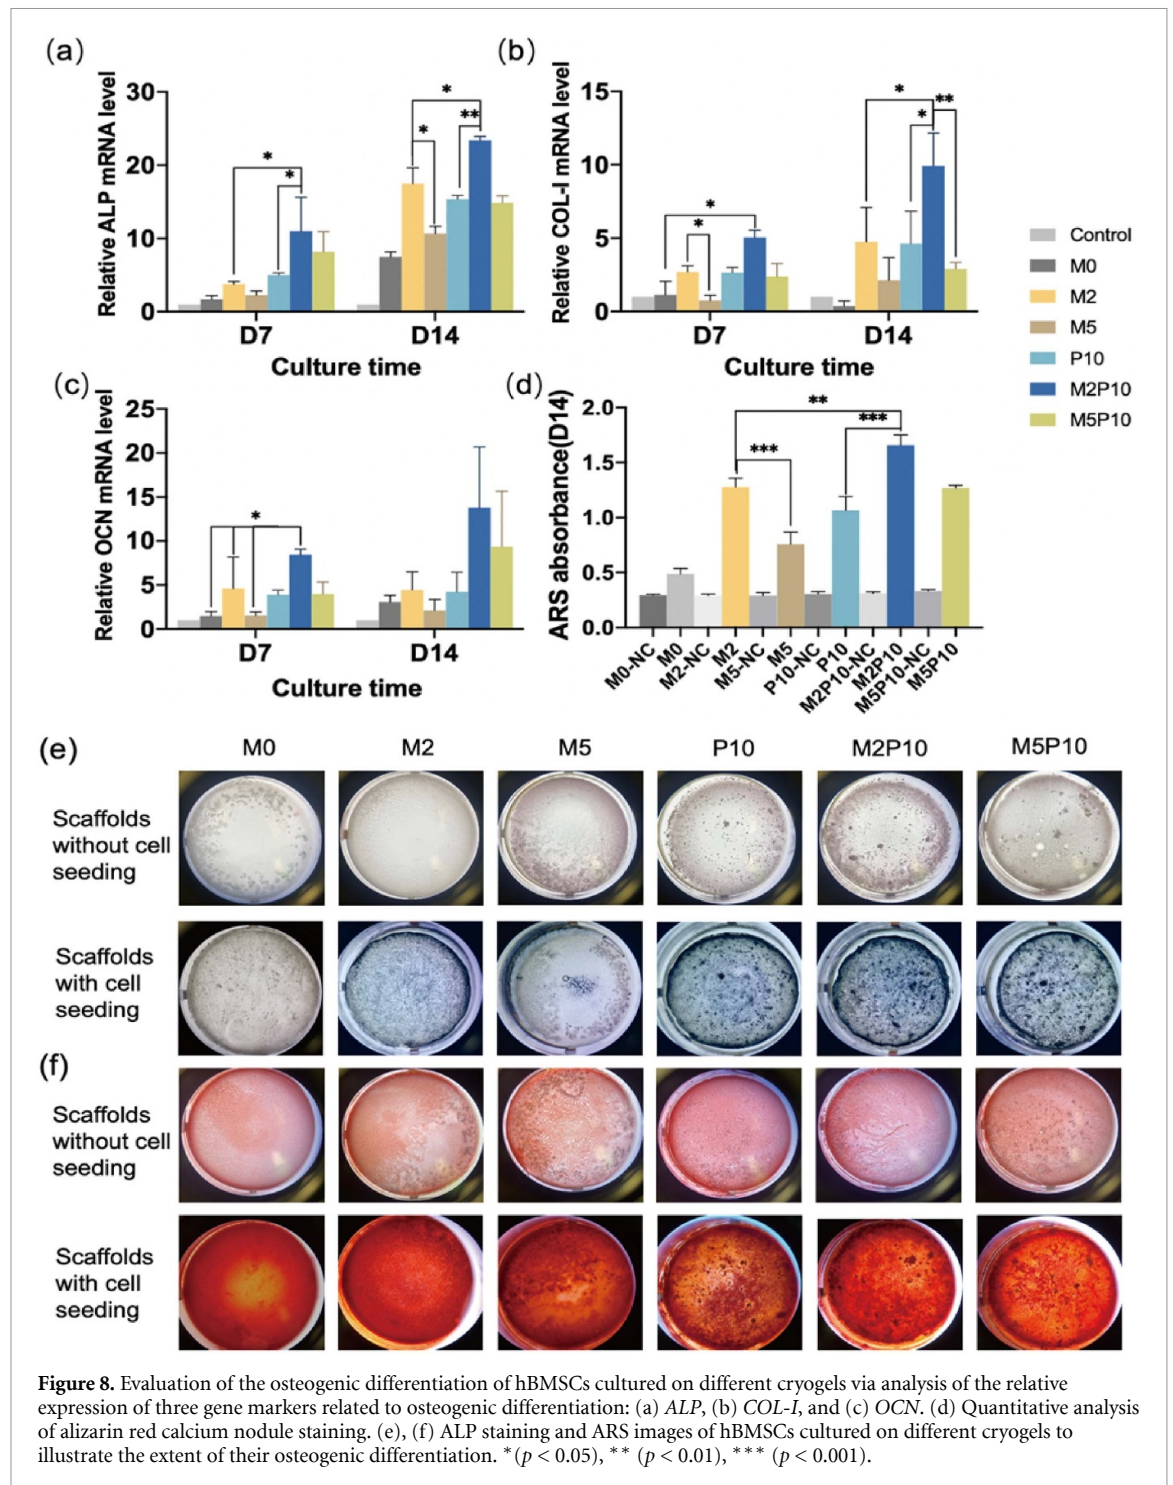 (a)
Relative ALP mRNA level
30
20
10
0
*
*
*
*
**
D7
D14
Culture time
(b)
Relative COL-I mRNA level
15
10
5
0
*
*
*
*
**
D7
D14
Culture time
Control
M0
M2
M5
P10
M2P10
M5P10
(c)
Relative OCN mRNA level
25
20
15
10
5
0
*
D7
D14
Culture time
(d)
ARS absorbance(D14)
2.0
1.5
1.0
0.5
0.0
**
***
***
M0-NC
M0
M2-NC
M2
M5-NC
M5
P10-NC
P10
M2P10-NC
M2P10
M5P10-NC
M5P10
(e)
M0 M2 M5 P10 M2P10 M5P10
Scaffolds
without cell
seeding
Scaffolds
with cell
seeding
(f)
Scaffolds
without cell
seeding
Scaffolds
with cell
seeding
Figure 8. Evaluation of the osteogenic differentiation of hBMSCs cultured on different cryogels via analysis of the relative
expression of three gene markers related to osteogenic differentiation: (a) ALP, (b) COL-I, and (c) OCN. (d) Quantitative analysis
of alizarin red calcium nodule staining. (e), (f) ALP staining and ARS images of hBMSCs cultured on different cryogels to
illustrate the extent of their osteogenic differentiation. *(p < 0.05), ** (p < 0.01), *** (p < 0.001).